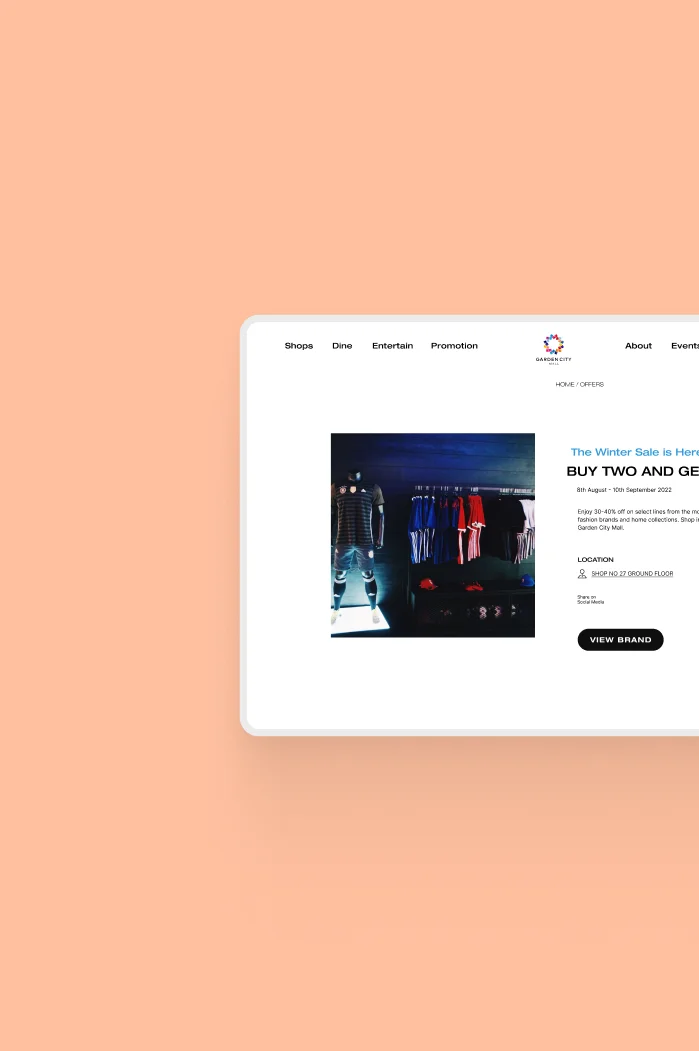 Shops Dine Entertain Promotion
GARDEN CITY
MALL
About Events
HOME / OFFERS
The Winter Sale is Here
BUY TWO AND GE
8th August - 10th September 2022
Enjoy 30-40% off on select lines from the mo
fashion brands and home collections. Shop i
Garden City Mall.
LOCATION
SHOP NO 27 GROUND FLOOR
Share on
Social Media
VIEW BRAND